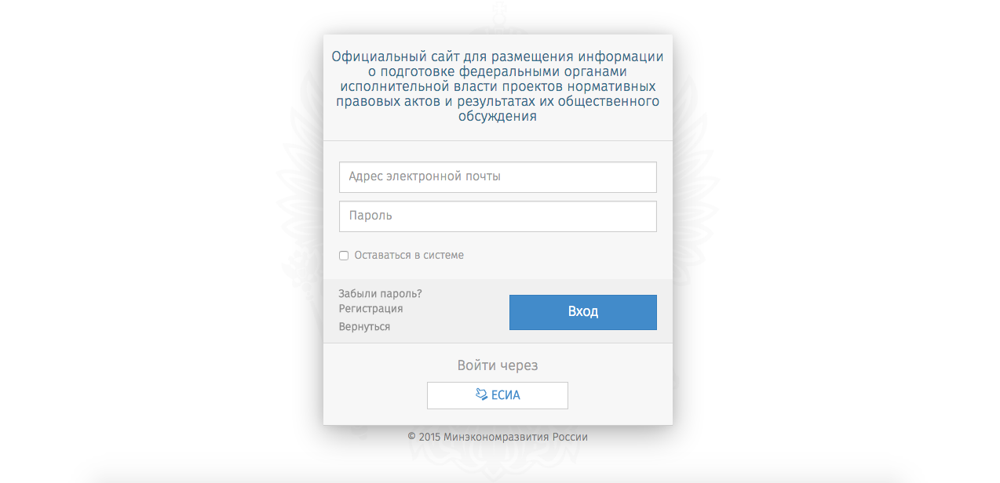 Официальный сайт для размещения информации
о подготовке федеральными органами
исполнительной власти проектов нормативных
правовых актов и результатах их общественного
обсуждения
Адрес электронной почты
Пароль
Оставаться в системе
Забыли пароль?
Регистрация
Вернуться
Вход
Войти через
ЕСИА
© 2015 Минэкономразвития России